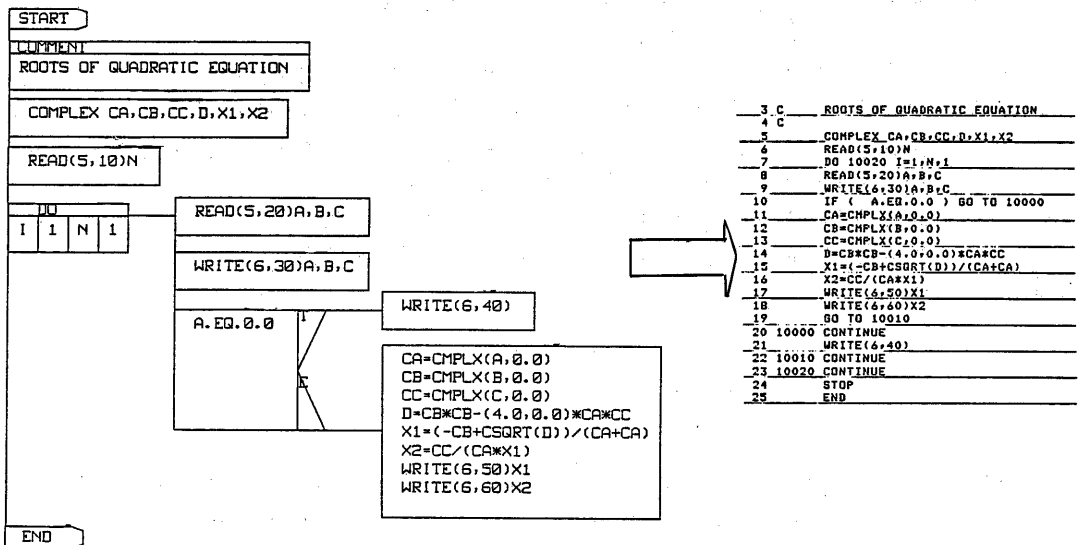 START
COMMENT
ROOTS OF QUADRATIC EQUATION
COMPLEX CA,CB,CC,D,X1,X2
READ(5,10)N
DO
I 1 N 1
READ(5,20)A,B,C
WRITE(6,30)A,B,C
A.EQ.0.0
T
WRITE(6,40)
E
CA=CMPLX(A,0.0)
CB=CMPLX(B,0.0)
CC=CMPLX(C,0.0)
D=CB*CB-(4.0,0.0)*CA*CC
X1=(-CB+CSQRT(D))/(CA+CA)
X2=CC/(CA*X1)
WRITE(6,50)X1
WRITE(6,60)X2
END
3 C ROOTS OF QUADRATIC EQUATION
4 C
5 COMPLEX CA,CB,CC,D,X1,X2
6 READ(5,10)N
7 DO 10020 I=1,N,1
8 READ(5,20)A,B,C
9 WRITE(6,30)A,B,C
10 IF ( A.EQ.0.0 ) GO TO 10000
11 CA=CMPLX(A,0.0)
12 CB=CMPLX(B,0.0)
13 CC=CMPLX(C,0.0)
14 D=CB*CB-(4.0,0.0)*CA*CC
15 X1=(-CB+CSQRT(D))/(CA+CA)
16 X2=CC/(CA*X1)
17 WRITE(6,50)X1
18 WRITE(6,60)X2
19 GO TO 10010
20 10000 CONTINUE
21 WRITE(6,40)
22 10010 CONTINUE
23 10020 CONTINUE
24 STOP
25 END